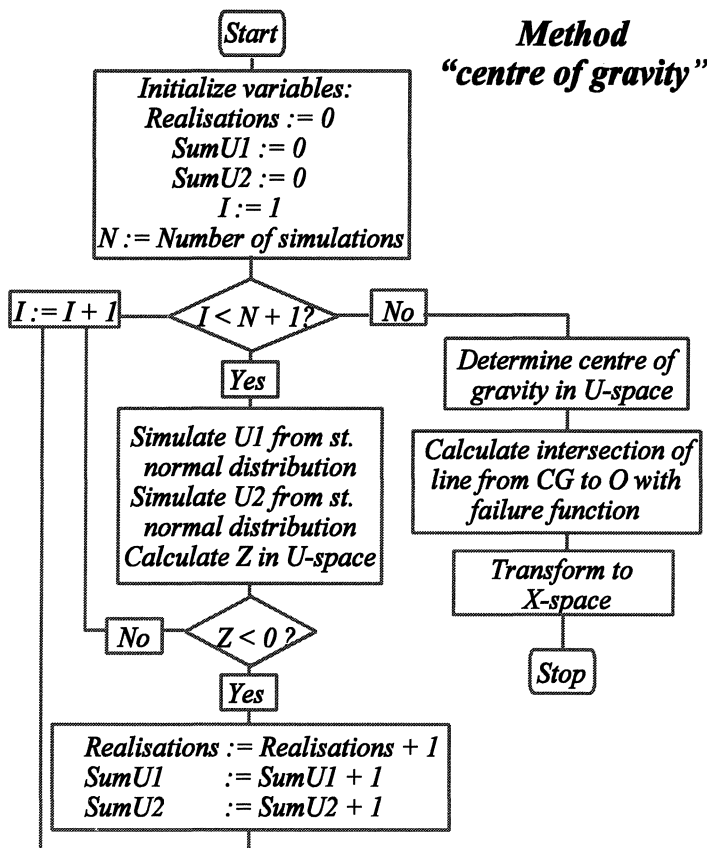 Start
Method
“centre of gravity”
Initialize variables:
Realisations := 0
SumU1 := 0
SumU2 := 0
I := 1
N := Number of simulations
I := I + 1
I < N + 1?
No
Yes
Determine centre of
gravity in U-space
Simulate U1 from st.
normal distribution
Simulate U2 from st.
normal distribution
Calculate Z in U-space
Calculate intersection of
line from CG to O with
failure function
Transform to
X-space
No
Z < 0 ?
Stop
Yes
Realisations := Realisations + 1
SumU1 := SumU1 + 1
SumU2 := SumU2 + 1